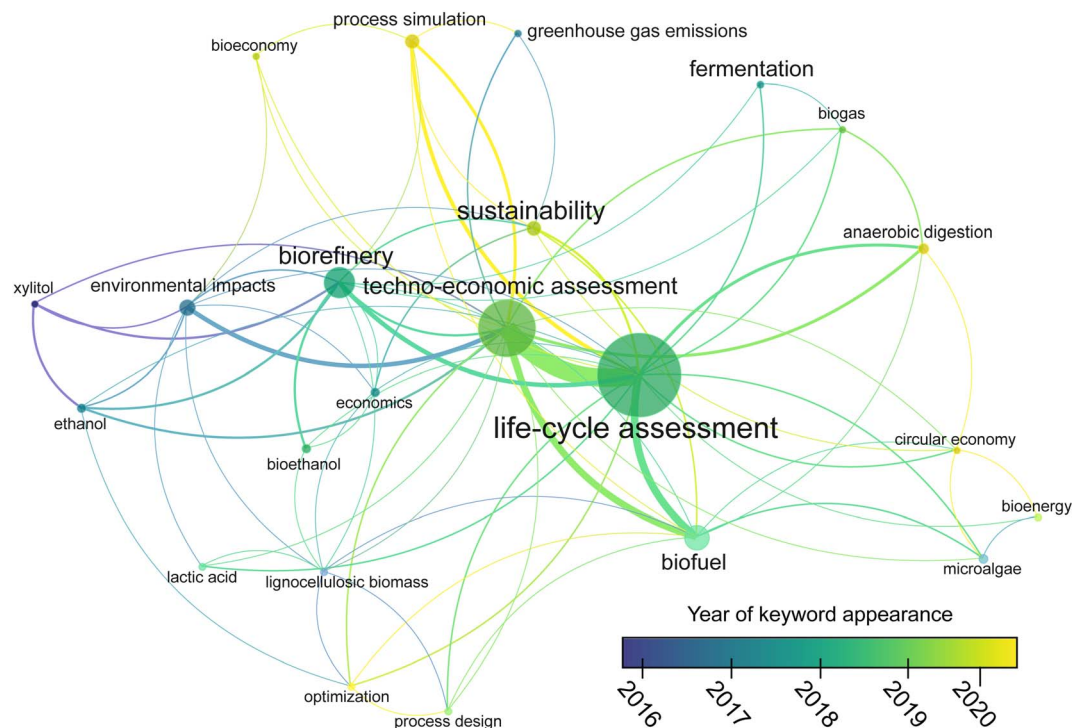 process simulation
greenhouse gas emissions
bioeconomy
fermentation
biogas
sustainability
anaerobic digestion
biorefinery
environmental impacts
techno-economic assessment
xylitol
economics
ethanol
life-cycle assessment
circular economy
bioethanol
bioenergy
biofuel
microalgae
lactic acid
lignocellulosic biomass
optimization
process design
Year of keyword appearance
2016
2017
2018
2019
2020